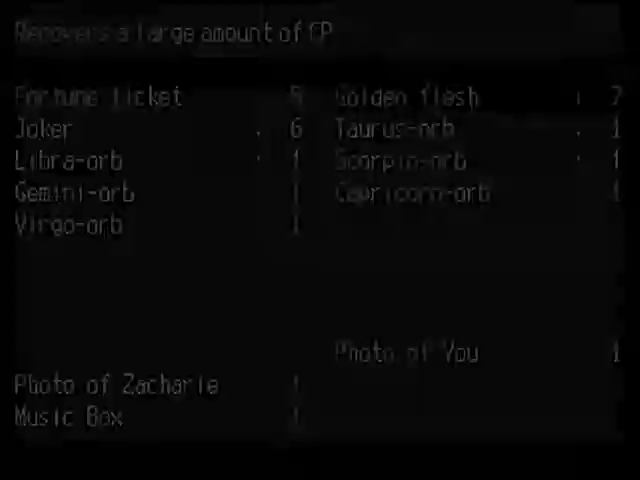 Recovers a large amount of CP
Fortune ticket : 5 Golden flesh : 7
Joker : 6 Taurus-orb : 1
Libra-orb : 1 Scorpio-orb : 1
Gemini-orb 1 Capricorn-orb 1
Virgo-orb 1
Photo of You 1
Photo of Zacharie 1
Music Box 1